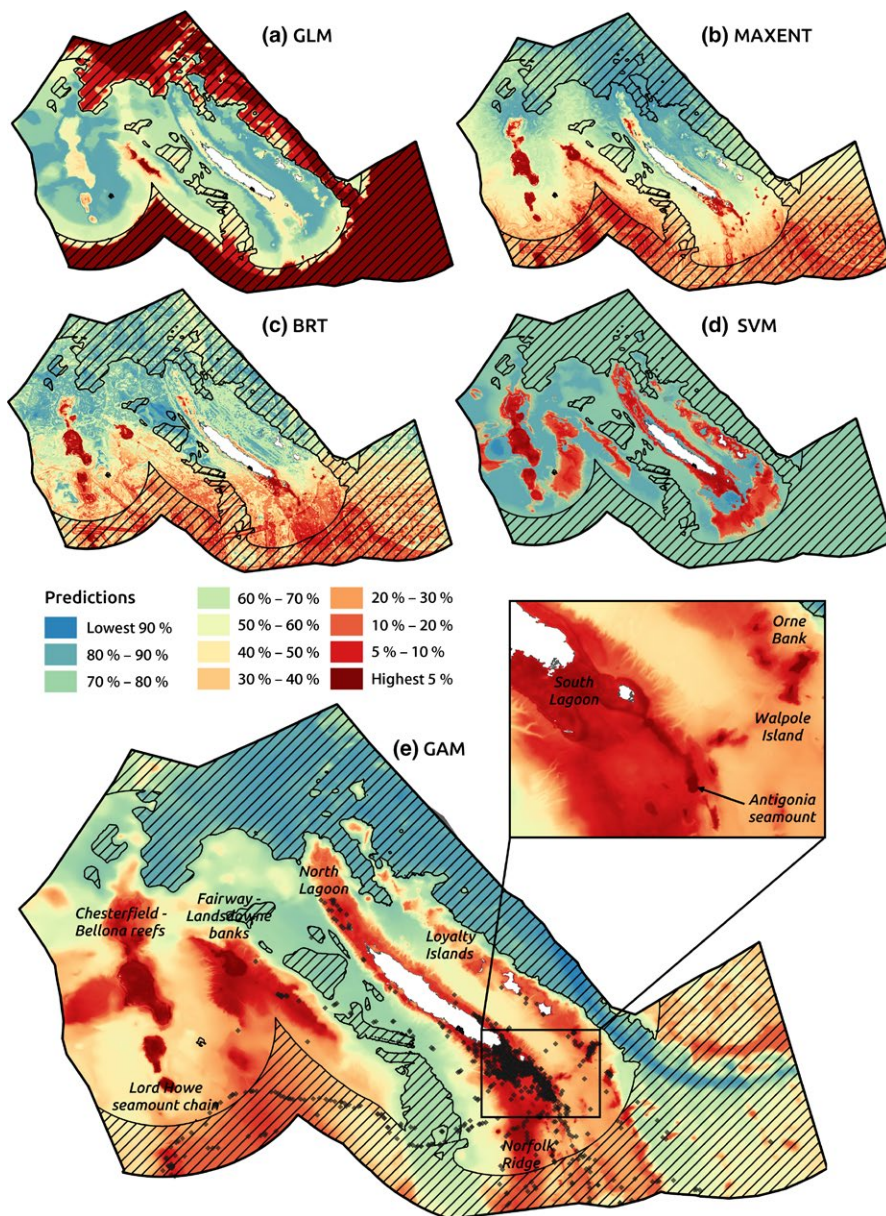 (a) GLM
(b) MAXENT
(c) BRT
(d) SVM
Predictions
Lowest 90 %
80 % – 90 %
70 % – 80 %
60 % – 70 %
50 % – 60 %
40 % – 50 %
30 % – 40 %
20 % – 30 %
10 % – 20 %
5 % – 10 %
Highest 5 %
Orne
Bank
South
Lagoon
Walpole
Island
Antigonia
seamount
(e) GAM
North
Lagoon
Chesterfield -
Bellona reefs
Fairway -
Landsdowne
banks
Loyalty
Islands
Lord Howe
seamount chain
Norfolk
Ridge